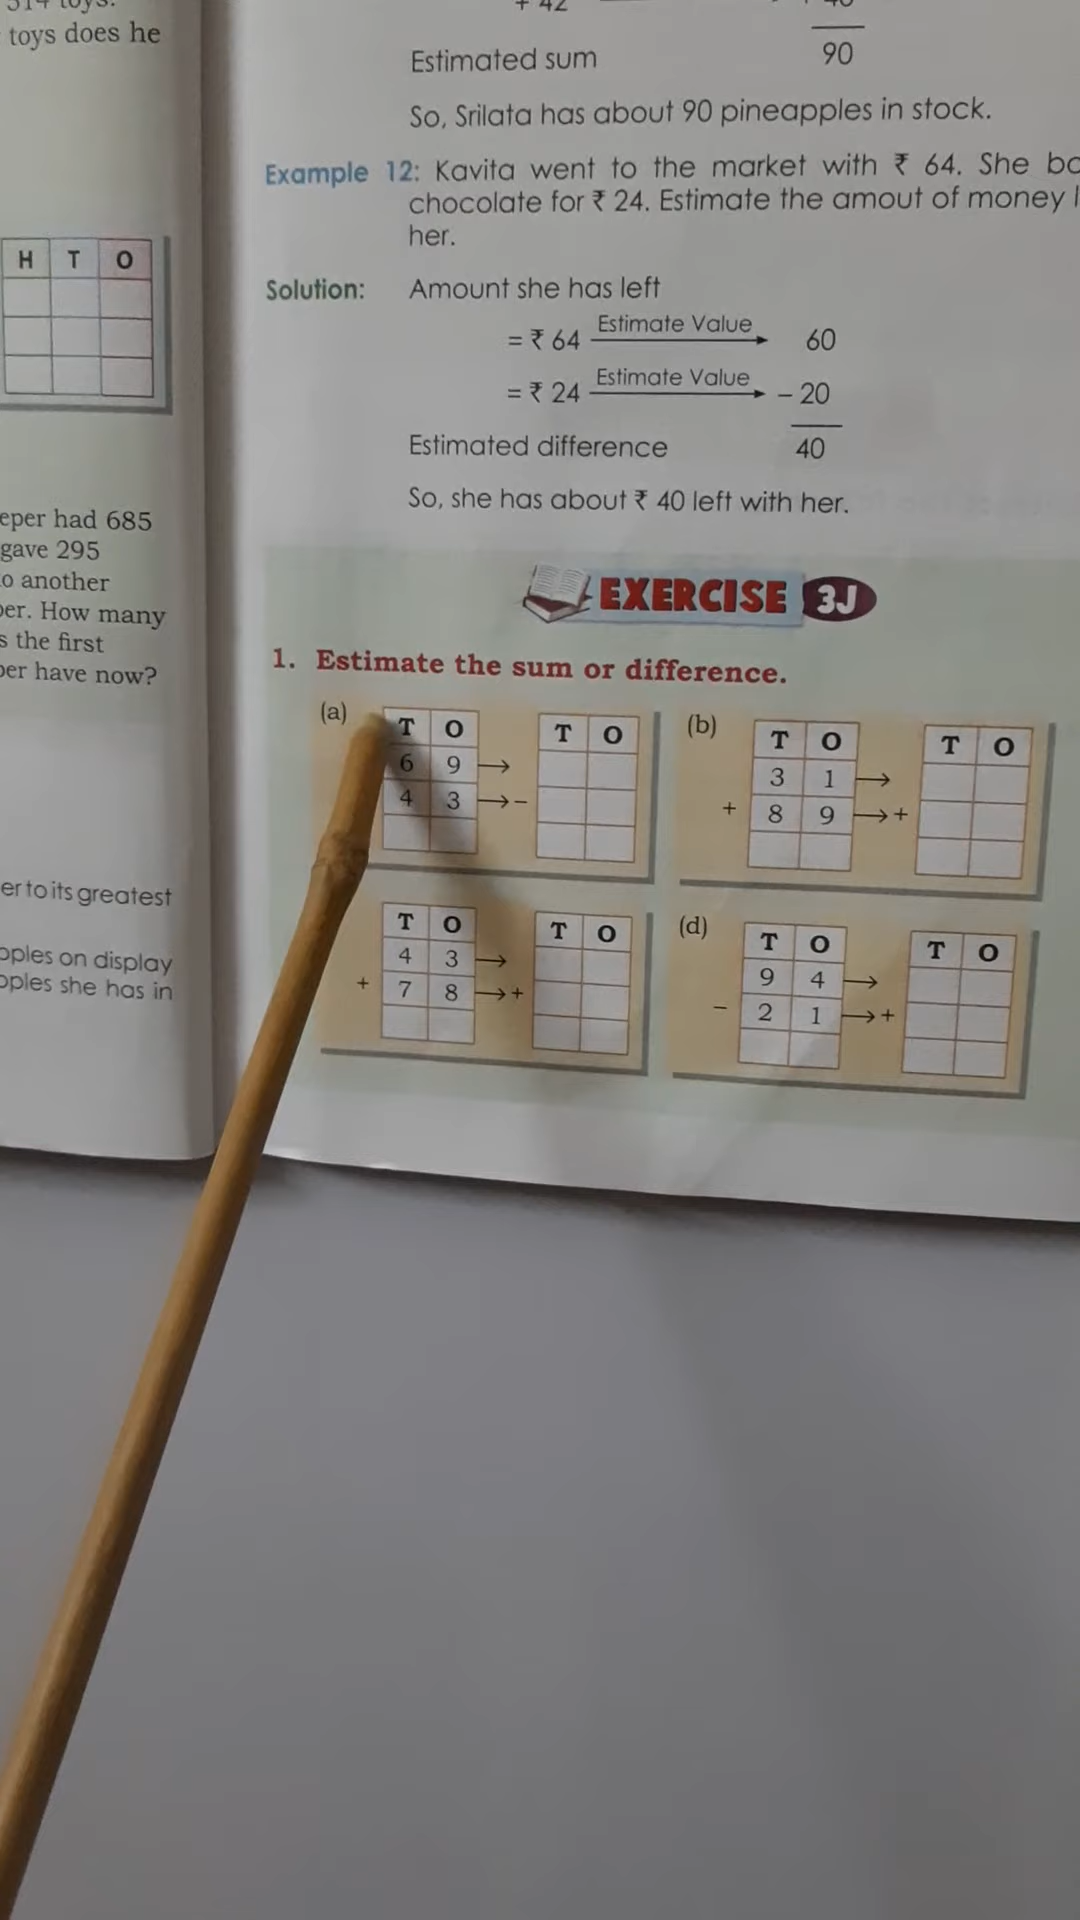 toys.
toys does he
H T O
eper had 685
gave 295
o another
per. How many
s the first
per have now?
er to its greatest
pples on display
pples she has in
+ 42
90
Estimated sum
So, Srilata has about 90 pineapples in stock.
Example 12: Kavita went to the market with ₹ 64. She bo
chocolate for ₹ 24. Estimate the amout of money l
her.
Solution: Amount she has left
= ₹ 64 Estimate Value 60
= ₹ 24 Estimate Value - 20
Estimated difference 40
So, she has about ₹ 40 left with her.
EXERCISE 3J
1. Estimate the sum or difference.
(a) T O T O
6 9 →
4 3 → -
(b) T O T O
3 1 →
+ 8 9 → +
T O T O
4 3 →
+ 7 8 → +
(d) T O T O
9 4 →
- 2 1 → +